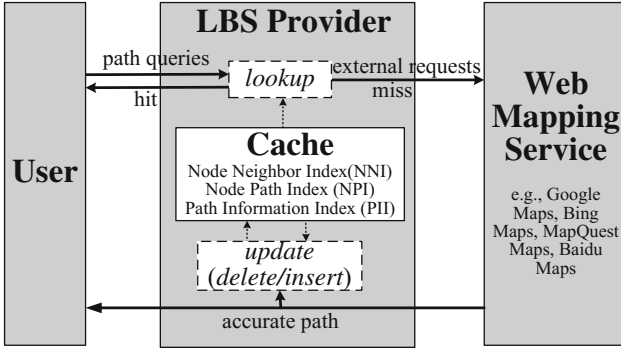 LBS Provider
path queries
lookup
external requests
hit
miss
User
Cache
Node Neighbor Index(NNI)
Node Path Index (NPI)
Path Information Index (PII)
update
(delete/insert)
accurate path
Web
Mapping
Service
e.g., Google
Maps, Bing
Maps, MapQuest
Maps, Baidu
Maps